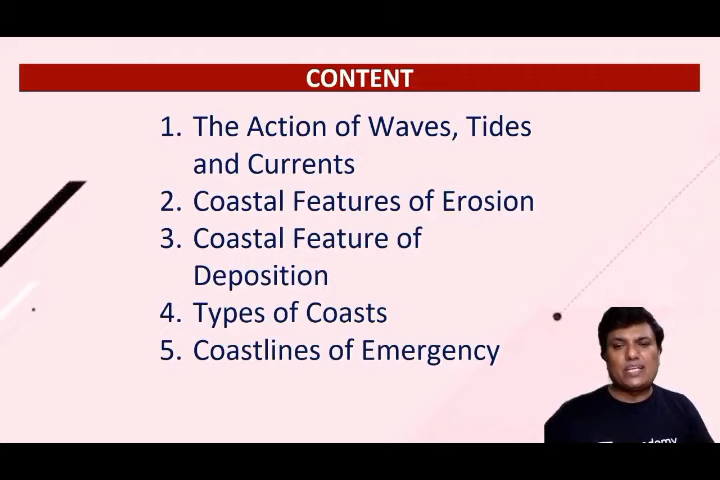 CONTENT
1. The Action of Waves, Tides
and Currents
2. Coastal Features of Erosion
3. Coastal Feature of
Deposition
4. Types of Coasts
5. Coastlines of Emergency